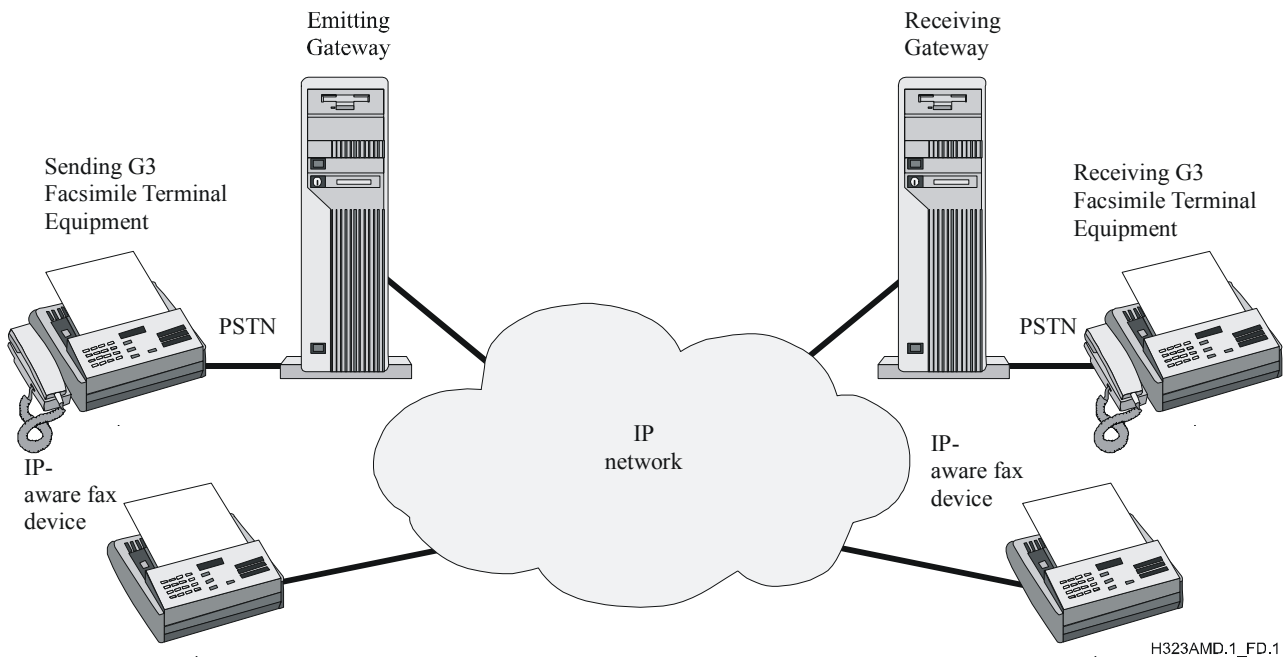 Emitting
Gateway
Receiving
Gateway
Sending G3
Facsimile Terminal
Equipment
Receiving G3
Facsimile Terminal
Equipment
PSTN
PSTN
IP
network
IP-
aware fax
device
IP-
aware fax
device
H323AMD.1_FD.1